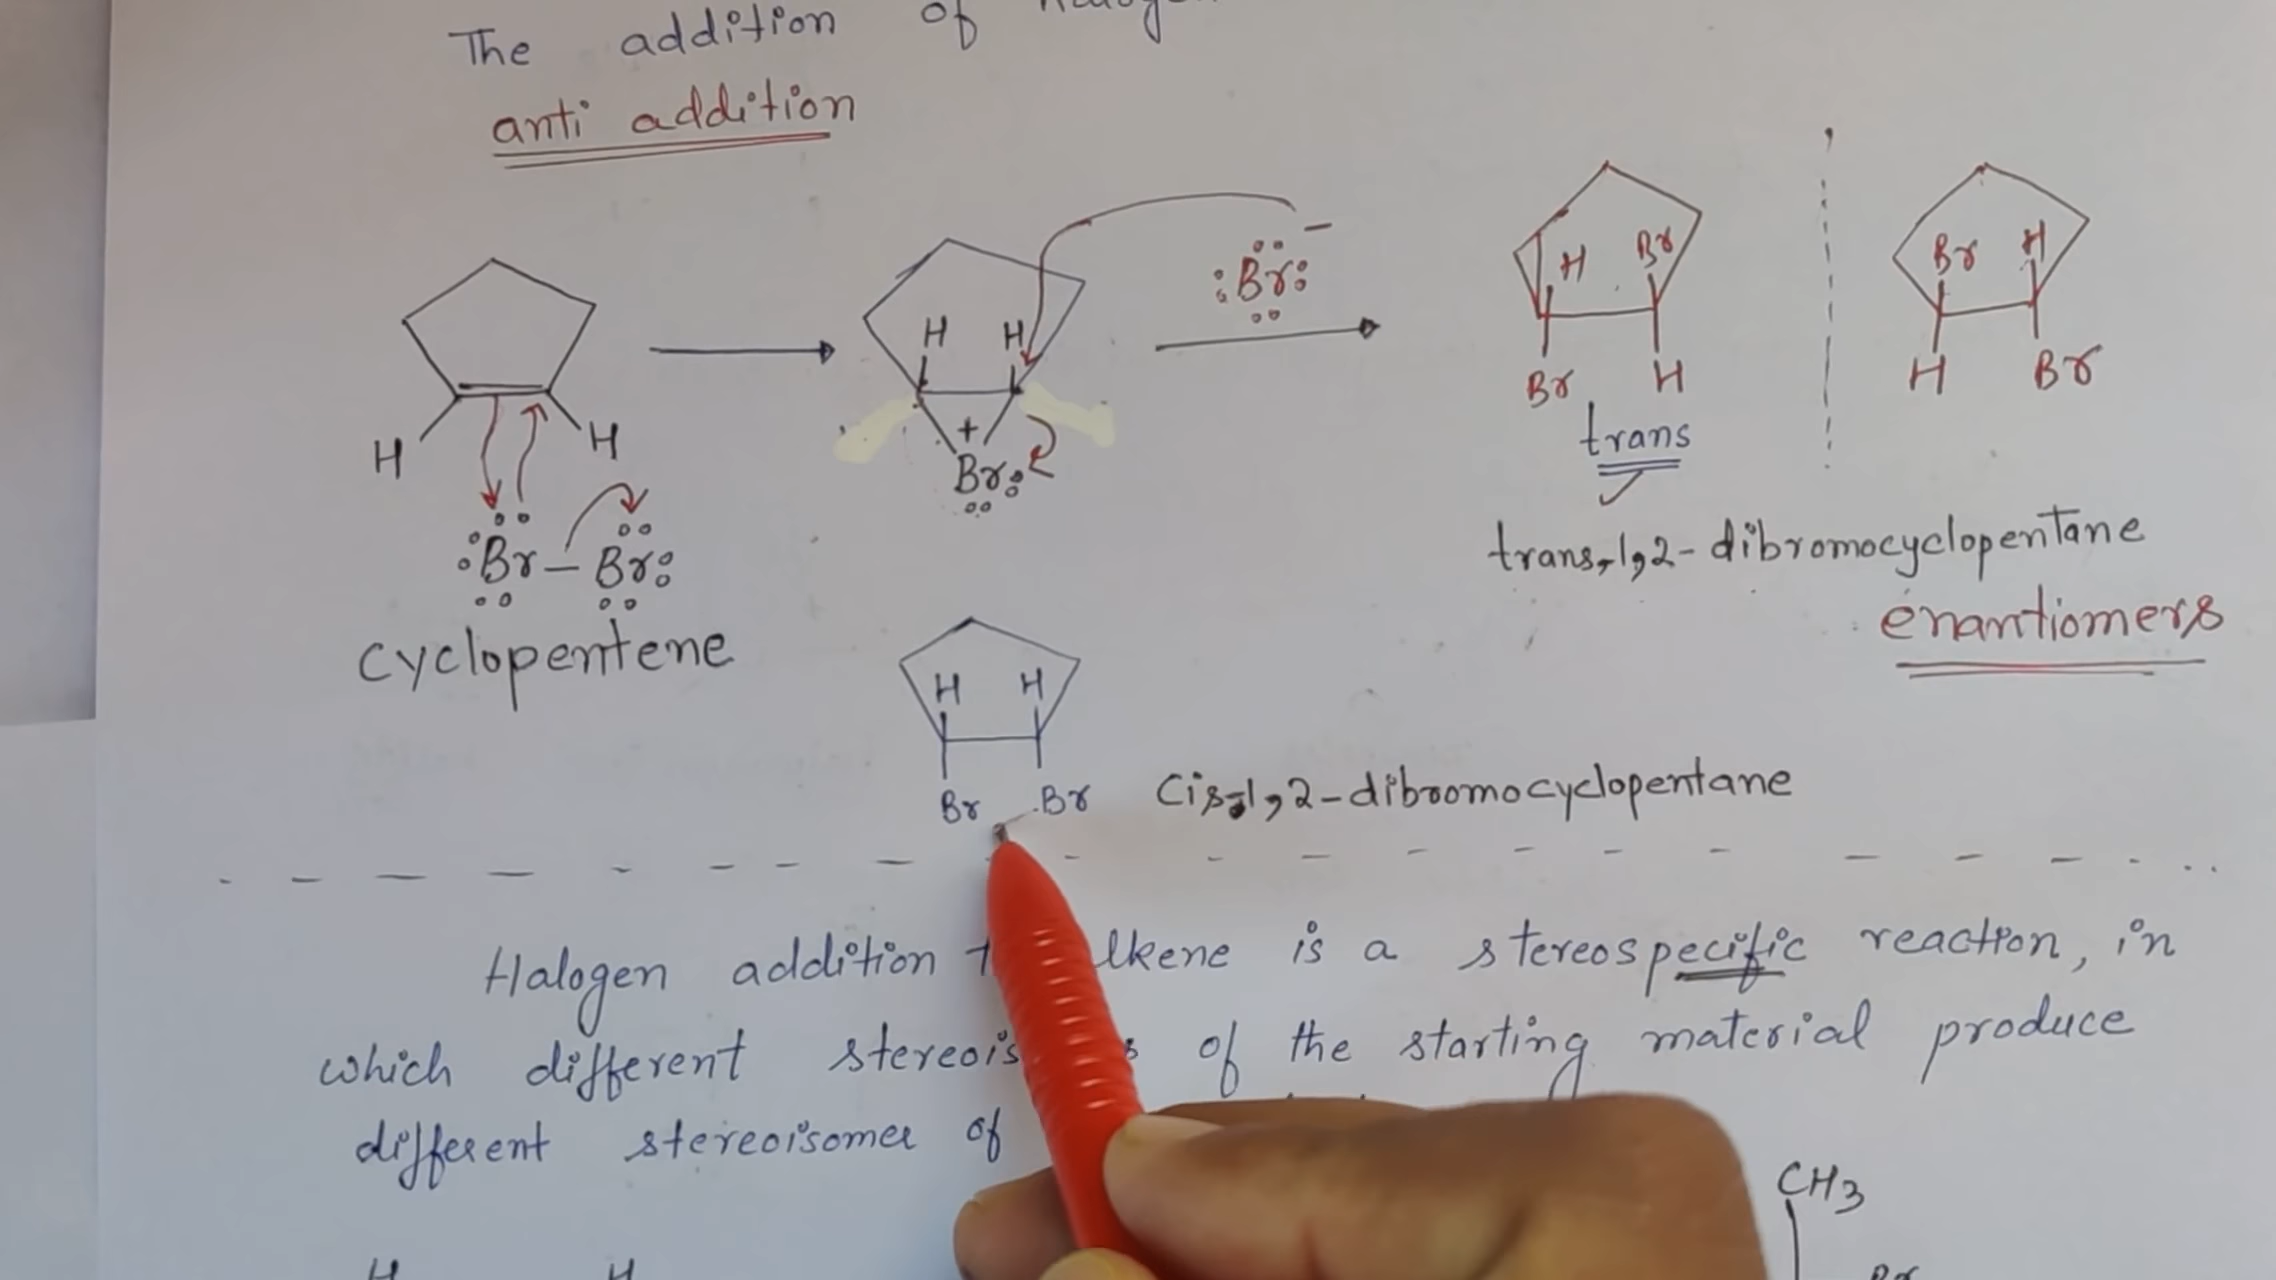 The addition of
anti addition
H H
Br
H Br
Br H
H H
+
Br
Br H
H Br
trans
Br – Br
trans-1,2-dibromocyclopentane
enantiomers
cyclopentene
H H
Br Br
Cis-1,2-dibromocyclopentane
Halogen addition lkene is a stereospecific reaction, in
which different of the starting material produce
different stereoisomer of
CH3
H H
Br